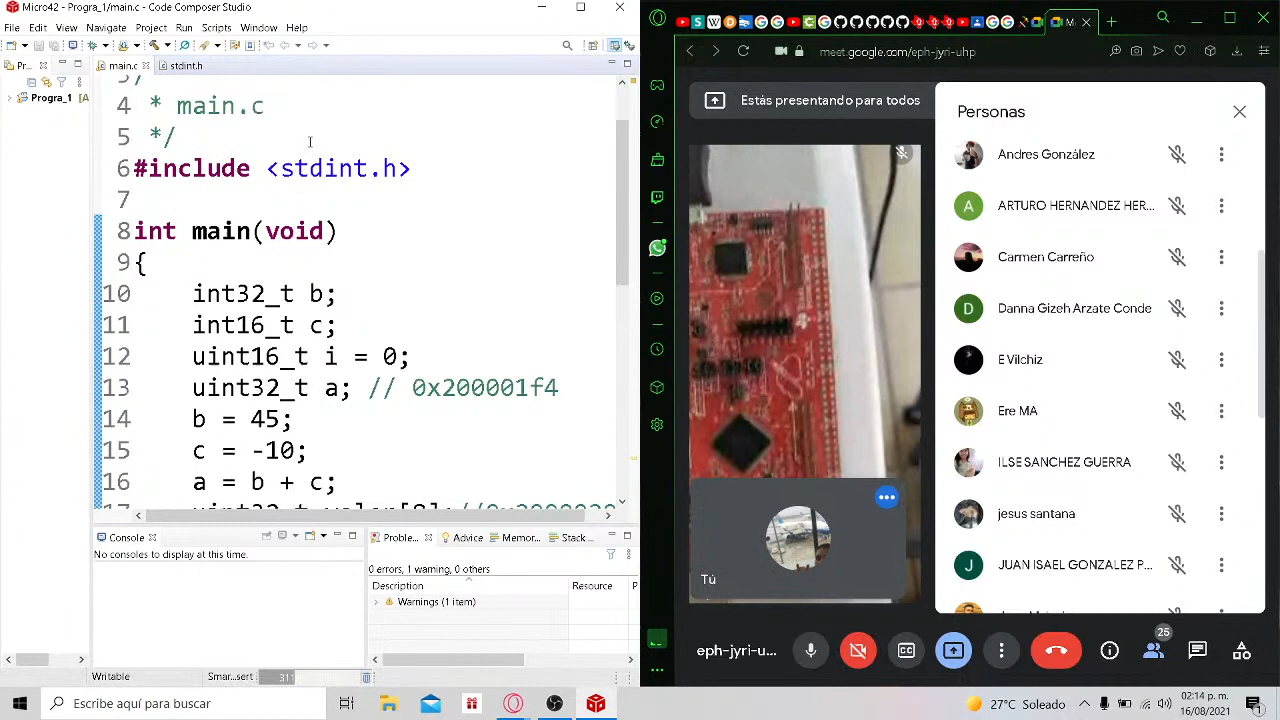 Micro42 - Progra_1/main.c - Code Composer Studio
File Edit View Navigate Project Run Scripts Window Help
Pr...
main.c
stdint.h
Progra_1 [A
4 * main.c
5 */
6 #include <stdint.h>
7
8 int main(void)
9 {
10 int32_t b;
11 int16_t c;
12 uint16_t i = 0;
13 uint32_t a; // 0x200001f4
14 b = 45;
15 c = -10;
16 a = b + c;
Console
No consoles to display at this time.
Proble...
Advice
Memor...
Stack ...
0 errors, 1 warning, 0 others
Description
Resource
P
Warnings (1 item)
Writable
Smart Insert
311
Escribe aquí para buscar
M
meet.google.com/eph-jyri-uhp
Estás presentando para todos
Tú
Personas
Andres González
A
ARTURO HERNANDEZ HER...
Carmen Carreño
D
Danna Gizeh Arzate Conde
E Vilchiz
Ere MA
ILSE SANCHEZ GUERRA
jesus santana
J
JUAN ISAEL GONZALEZ P...
eph-jyri-u...
25
27°C Soleado
02:14 p. m.
16/08/2021